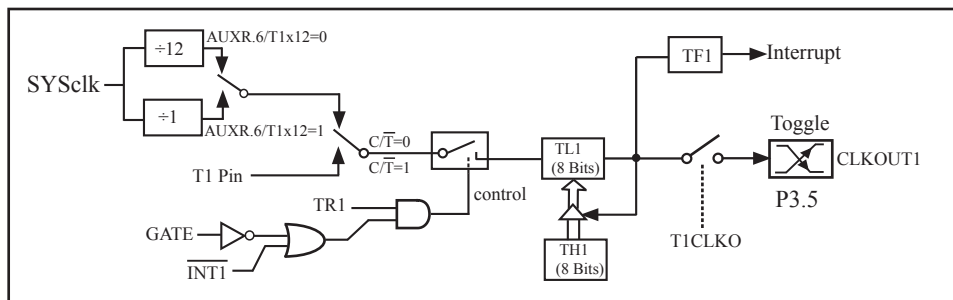 AUXR.6/T1x12=0
÷12
SYSclk
÷1
AUXR.6/T1x12=1
T1 Pin
C/T̅=0
C/T̅=1
control
TR1
GATE
I̅N̅T̅1̅
TL1
(8 Bits)
TH1
(8 Bits)
TF1
Interrupt
Toggle
CLKOUT1
P3.5
T1CLKO